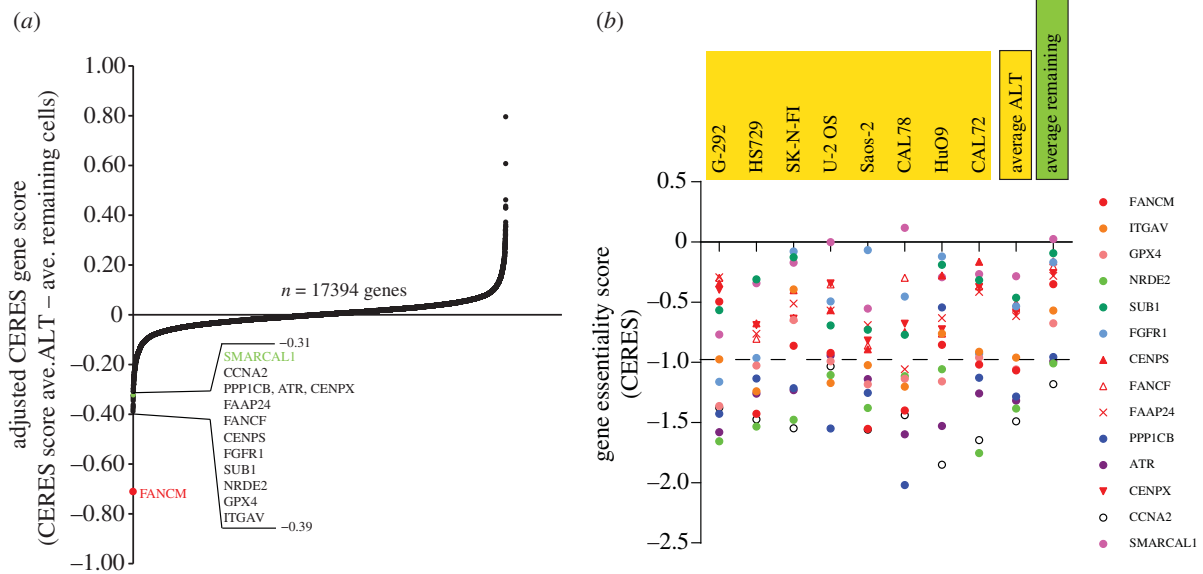 (a)
adjusted CERES gene score
(CERES score ave.ALT – ave. remaining cells)
1.00
0.80
0.60
0.40
0.20
0
–0.20
–0.40
–0.60
–0.80
–1.00
n = 17394 genes
–0.31
SMARCAL1
CCNA2
PPP1CB, ATR, CENPX
FAAP24
FANCF
CENPS
FGFR1
SUB1
NRDE2
GPX4
ITGAV
–0.39
FANCM
(b)
G-292
HS729
SK-N-FI
U-2 OS
Saos-2
CAL78
HuO9
CAL72
average ALT
average remaining
gene essentiality score
(CERES)
0.5
0
–0.5
–1.0
–1.5
–2.0
–2.5
FANCM
ITGAV
GPX4
NRDE2
SUB1
FGFR1
CENPS
FANCF
FAAP24
PPP1CB
ATR
CENPX
CCNA2
SMARCAL1